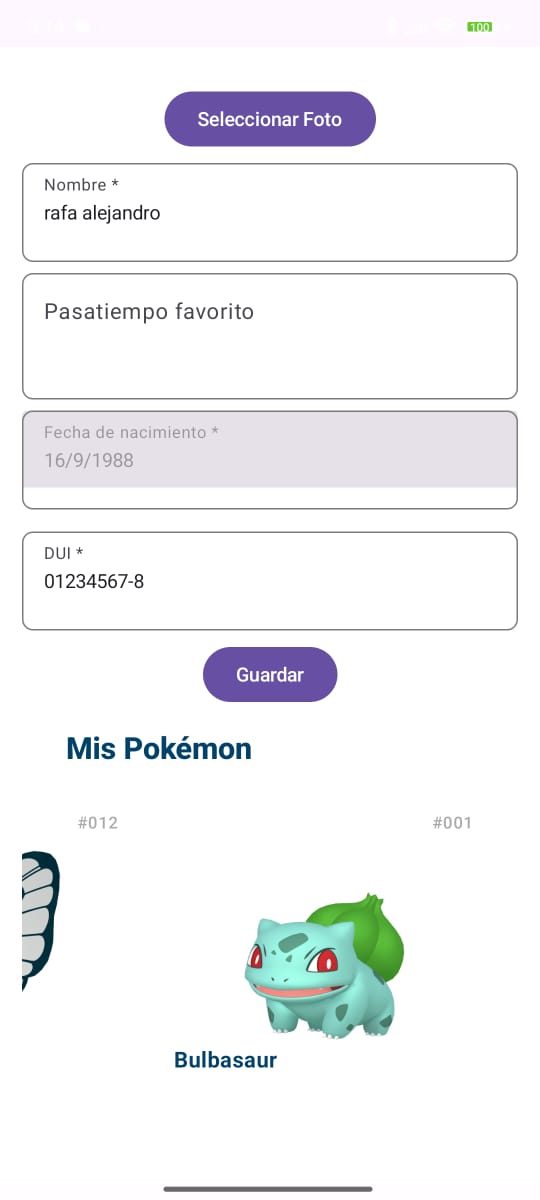 100
Seleccionar Foto
Nombre *
rafa alejandro
Pasatiempo favorito
Fecha de nacimiento *
16/9/1988
DUI *
01234567-8
Guardar
Mis Pokémon
#012
#001
Bulbasaur